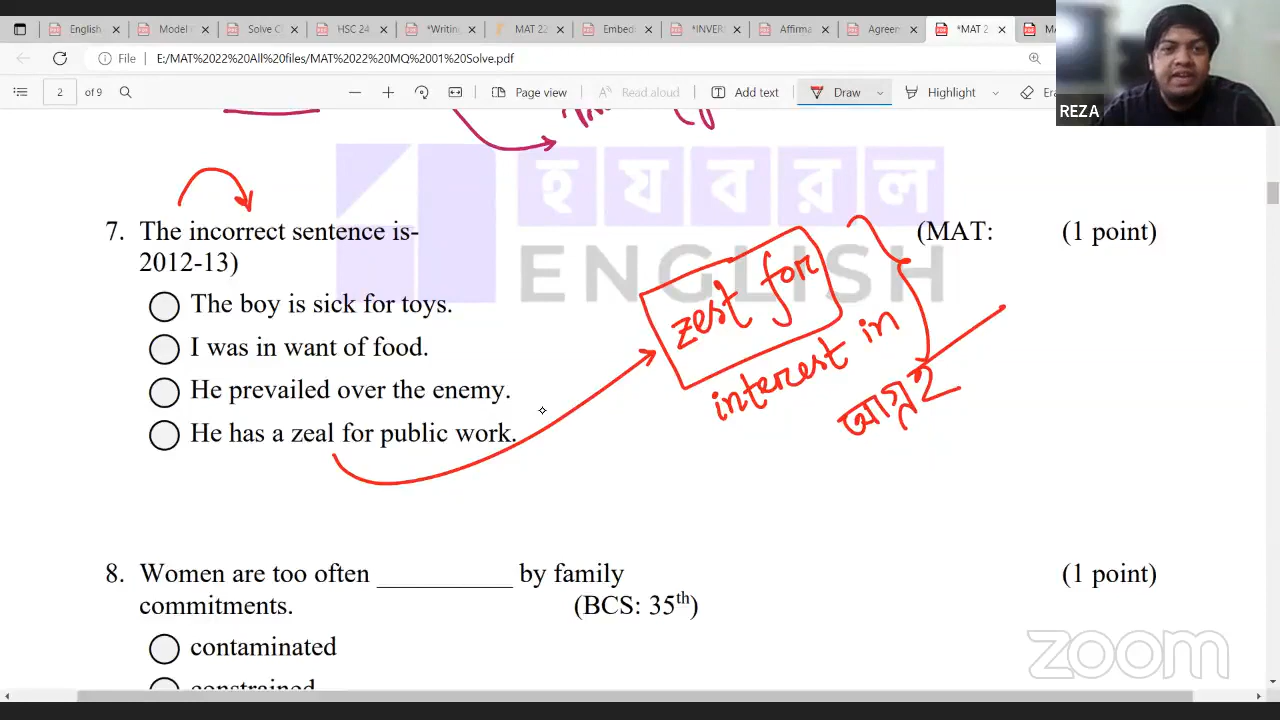 English
Model
Solve C
HSC 24
*Writin
MAT 22
Embed
*INVER
Affirma
Agreen
*MAT 2
File E:/MAT%2022%20All%20files/MAT%2022%20MQ%2001%20Solve.pdf
2 of 9
Page view
Read aloud
Add text
Draw
Highlight
REZA
হ য ব র ল
ENGLISH
7. The incorrect sentence is- (MAT: (1 point)
2012-13)
The boy is sick for toys.
I was in want of food.
He prevailed over the enemy.
He has a zeal for public work.
zest for
interest in
আগ্রহ
8. Women are too often __________ by family (1 point)
commitments. (BCS: 35th)
contaminated
constrained
zoom